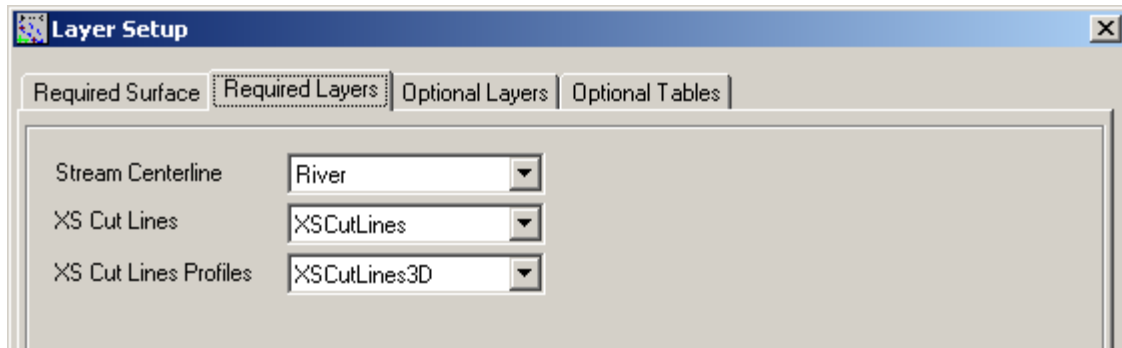 Layer Setup
Required Surface Required Layers Optional Layers Optional Tables
Stream Centerline River
XS Cut Lines XSCutLines
XS Cut Lines Profiles XSCutLines3D